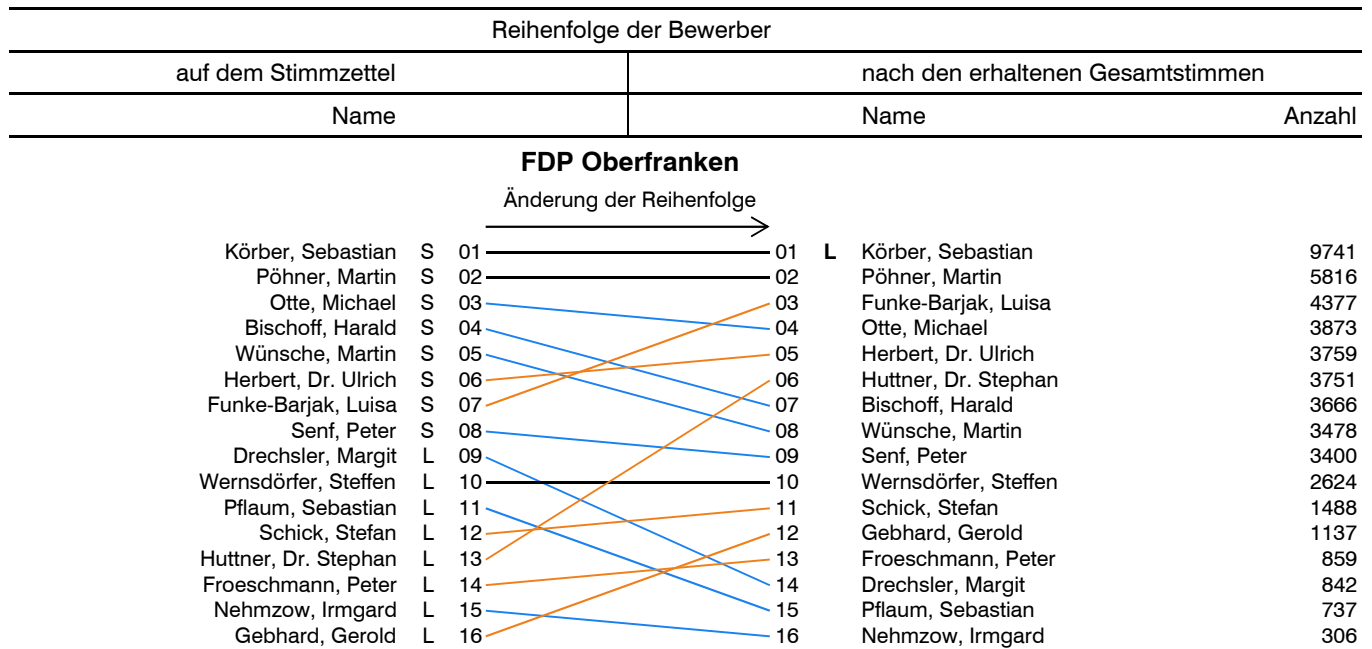 Reihenfolge der Bewerber
auf dem Stimmzettel nach den erhaltenen Gesamtstimmen
Name Name Anzahl
FDP Oberfranken
Änderung der Reihenfolge
Körber, Sebastian S 01 01 L Körber, Sebastian 9741
Pöhner, Martin S 02 02 Pöhner, Martin 5816
Otte, Michael S 03 03 Funke-Barjak, Luisa 4377
Bischoff, Harald S 04 04 Otte, Michael 3873
Wünsche, Martin S 05 05 Herbert, Dr. Ulrich 3759
Herbert, Dr. Ulrich S 06 06 Huttner, Dr. Stephan 3751
Funke-Barjak, Luisa S 07 07 Bischoff, Harald 3666
Senf, Peter S 08 08 Wünsche, Martin 3478
Drechsler, Margit L 09 09 Senf, Peter 3400
Wernsdörfer, Steffen L 10 10 Wernsdörfer, Steffen 2624
Pflaum, Sebastian L 11 11 Schick, Stefan 1488
Schick, Stefan L 12 12 Gebhard, Gerold 1137
Huttner, Dr. Stephan L 13 13 Froeschmann, Peter 859
Froeschmann, Peter L 14 14 Drechsler, Margit 842
Nehmzow, Irmgard L 15 15 Pflaum, Sebastian 737
Gebhard, Gerold L 16 16 Nehmzow, Irmgard 306